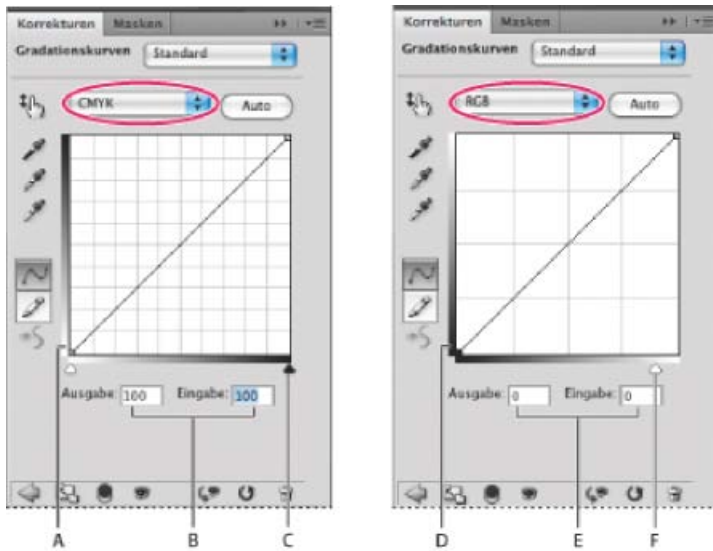 Korrekturen Masken
Gradationskurven Standard
CMYK Auto
Ausgabe: 100 Eingabe: 100
A B C
Korrekturen Masken
Gradationskurven Standard
RGB Auto
Ausgabe: 0 Eingabe: 0
D E F